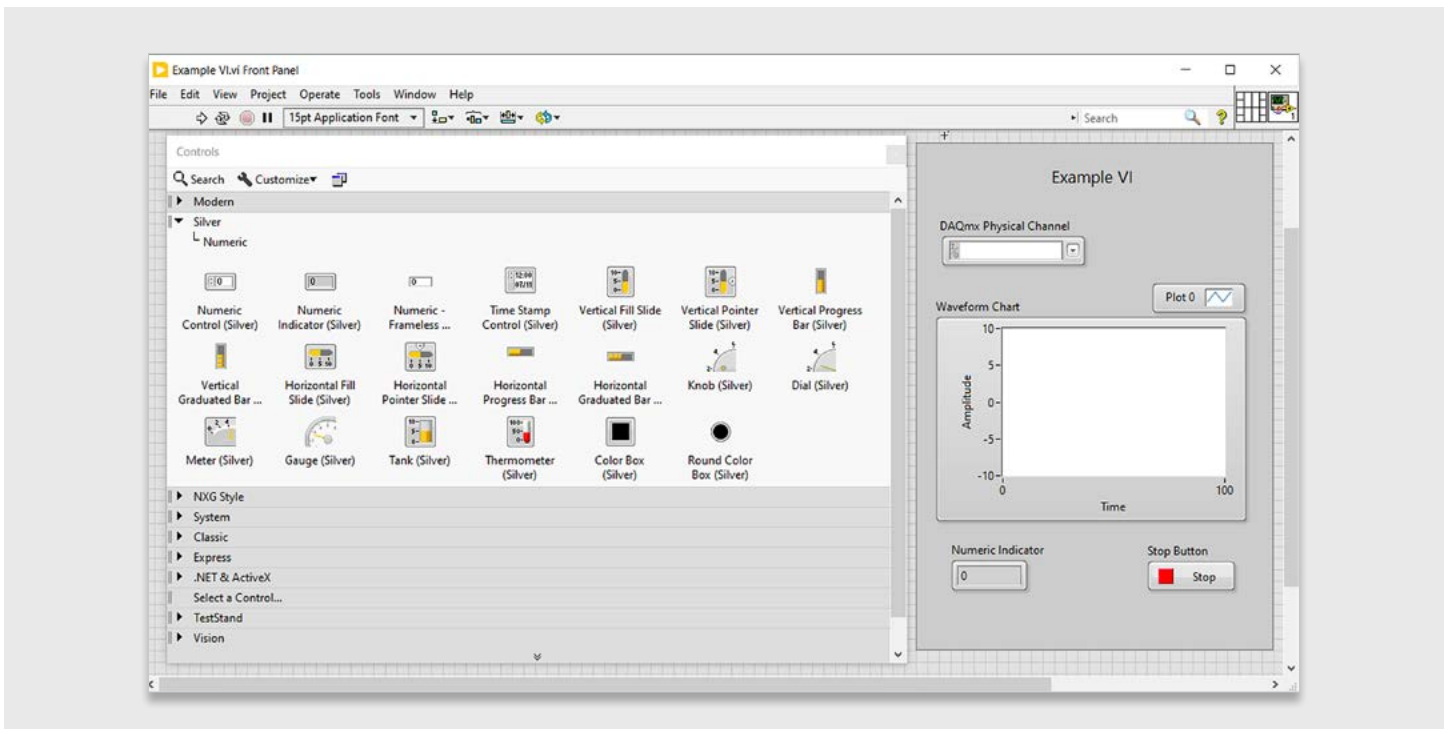 Example VI.vi Front Panel
File Edit View Project Operate Tools Window Help
15pt Application Font
Search
Controls
Search Customize
Modern
Silver
Numeric
Numeric Control (Silver)
Numeric Indicator (Silver)
Numeric - Frameless ...
Time Stamp Control (Silver)
Vertical Fill Slide (Silver)
Vertical Pointer Slide (Silver)
Vertical Progress Bar (Silver)
Vertical Graduated Bar ...
Horizontal Fill Slide (Silver)
Horizontal Pointer Slide ...
Horizontal Progress Bar ...
Horizontal Graduated Bar ...
Knob (Silver)
Dial (Silver)
Meter (Silver)
Gauge (Silver)
Tank (Silver)
Thermometer (Silver)
Color Box (Silver)
Round Color Box (Silver)
NXG Style
System
Classic
Express
.NET & ActiveX
Select a Control...
TestStand
Vision
Example VI
DAQmx Physical Channel
Plot 0
Waveform Chart
Amplitude
10
5
0
-5
-10
0
100
Time
Numeric Indicator
0
Stop Button
Stop